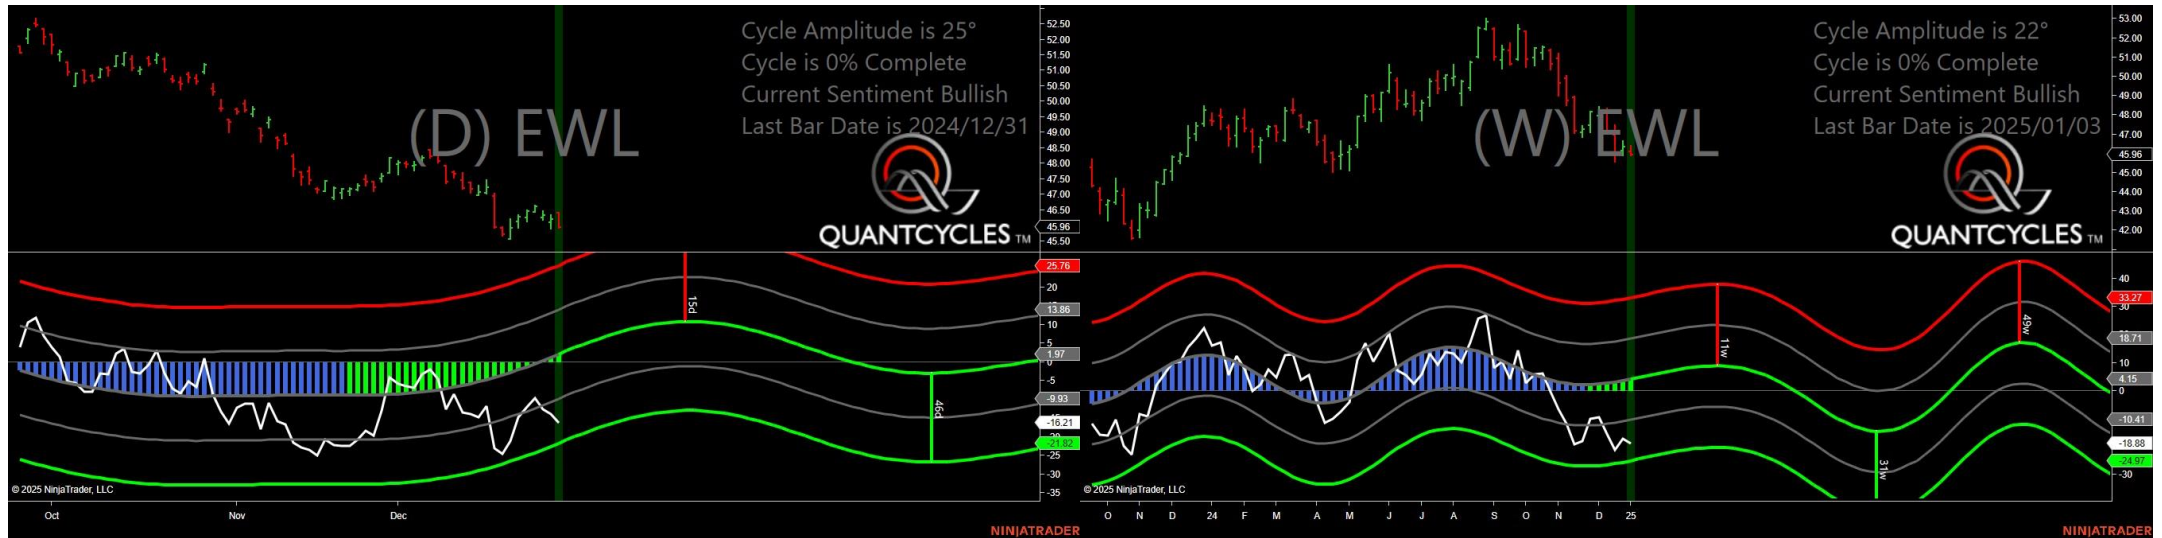 Cycle Amplitude is 25°
Cycle is 0% Complete
Current Sentiment Bullish
Last Bar Date is 2024/12/31
(D) EWL
QUANTCYCLES TM
52.50
52.00
51.50
51.00
50.50
50.00
49.50
49.00
48.50
48.00
47.50
47.00
46.50
45.96
45.50
25.76
20
13.86
10
5
1.97
0
-5
-9.93
-16.21
-21.82
-25
-30
-35
15d
46d
© 2025 NinjaTrader, LLC
Oct Nov Dec
NINJATRADER
Cycle Amplitude is 22°
Cycle is 0% Complete
Current Sentiment Bullish
Last Bar Date is 2025/01/03
(W) EWL
QUANTCYCLES TM
53.00
52.00
51.00
50.00
49.00
48.00
47.00
45.96
45.00
44.00
43.00
42.00
40
33.27
30
18.71
10
4.15
0
-10.41
-18.88
-24.97
-30
11w
31w
49w
© 2025 NinjaTrader, LLC
O N D 24 F M A M J J A S O N D 25
NINJATRADER